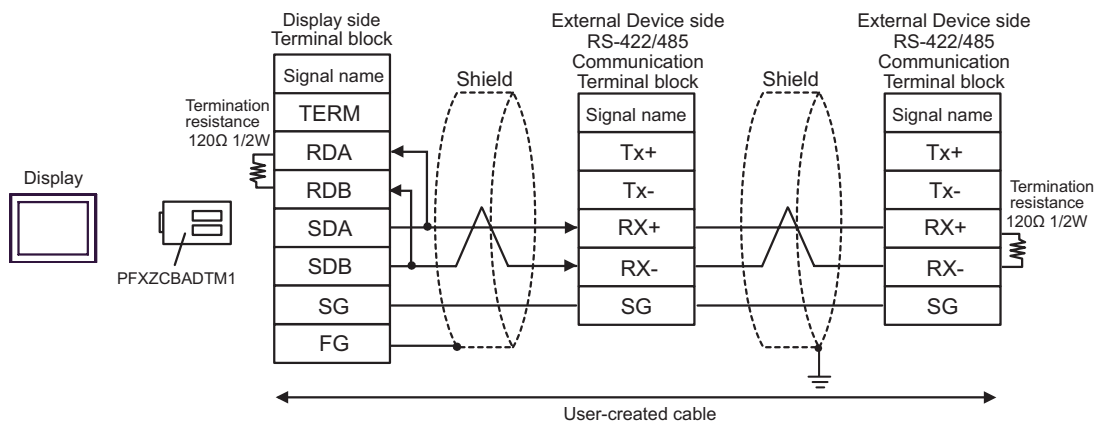 Display side
Terminal block
External Device side
RS-422/485
Communication
Terminal block
External Device side
RS-422/485
Communication
Terminal block
Signal name
Shield
Signal name
Shield
Signal name
Termination
resistance
120Ω 1/2W
TERM
RDA
Tx+
Tx+
Display
RDB
Tx-
Tx-
Termination
resistance
120Ω 1/2W
SDA
RX+
RX+
SDB
RX-
RX-
PFXZCBADTM1
SG
SG
SG
FG
User-created cable